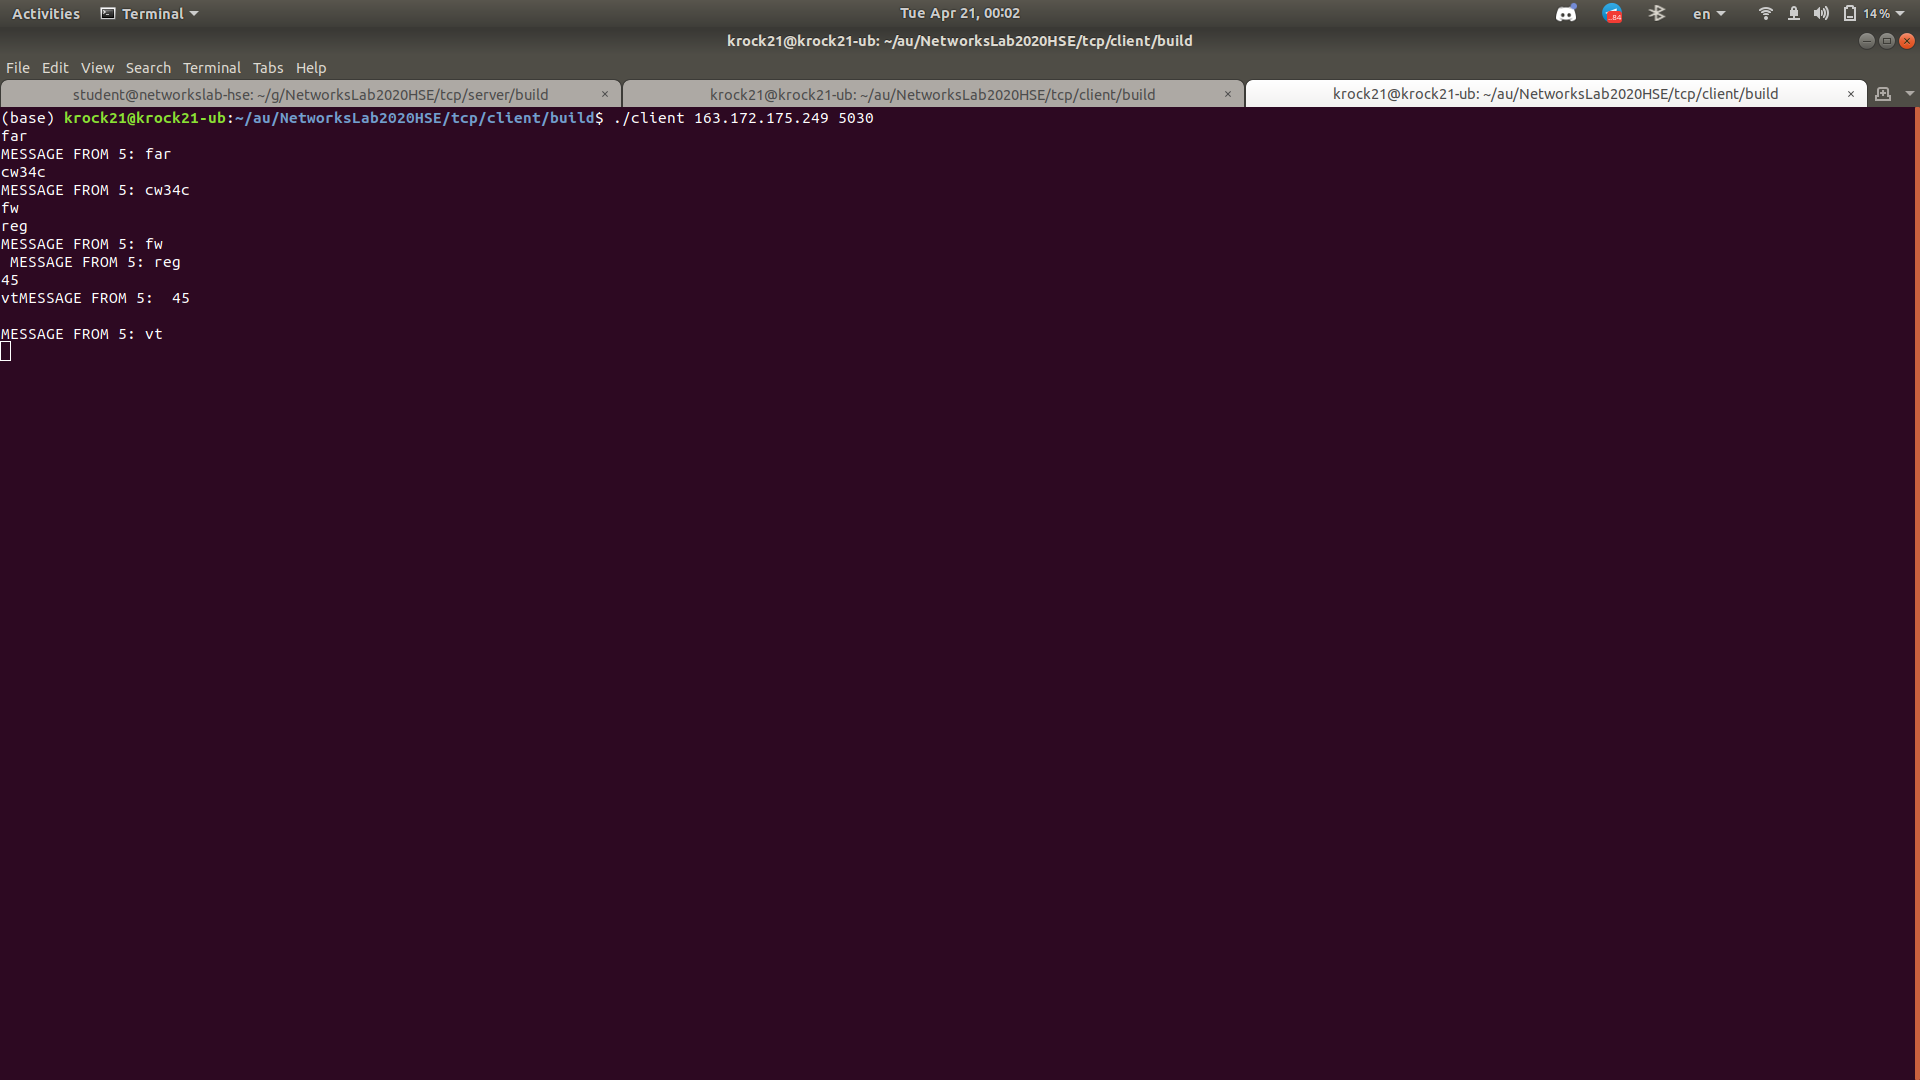 Activities Terminal Tue Apr 21, 00:02 en 14%
krock21@krock21-ub: ~/au/NetworksLab2020HSE/tcp/client/build
File Edit View Search Terminal Tabs Help
student@networkslab-hse: ~/g/NetworksLab2020HSE/tcp/server/build × krock21@krock21-ub: ~/au/NetworksLab2020HSE/tcp/client/build × krock21@krock21-ub: ~/au/NetworksLab2020HSE/tcp/client/build ×
(base) krock21@krock21-ub:~/au/NetworksLab2020HSE/tcp/client/build$ ./client 163.172.175.249 5030
far
MESSAGE FROM 5: far
cw34c
MESSAGE FROM 5: cw34c
fw
reg
MESSAGE FROM 5: fw
 MESSAGE FROM 5: reg
45
vtMESSAGE FROM 5:  45
MESSAGE FROM 5: vt